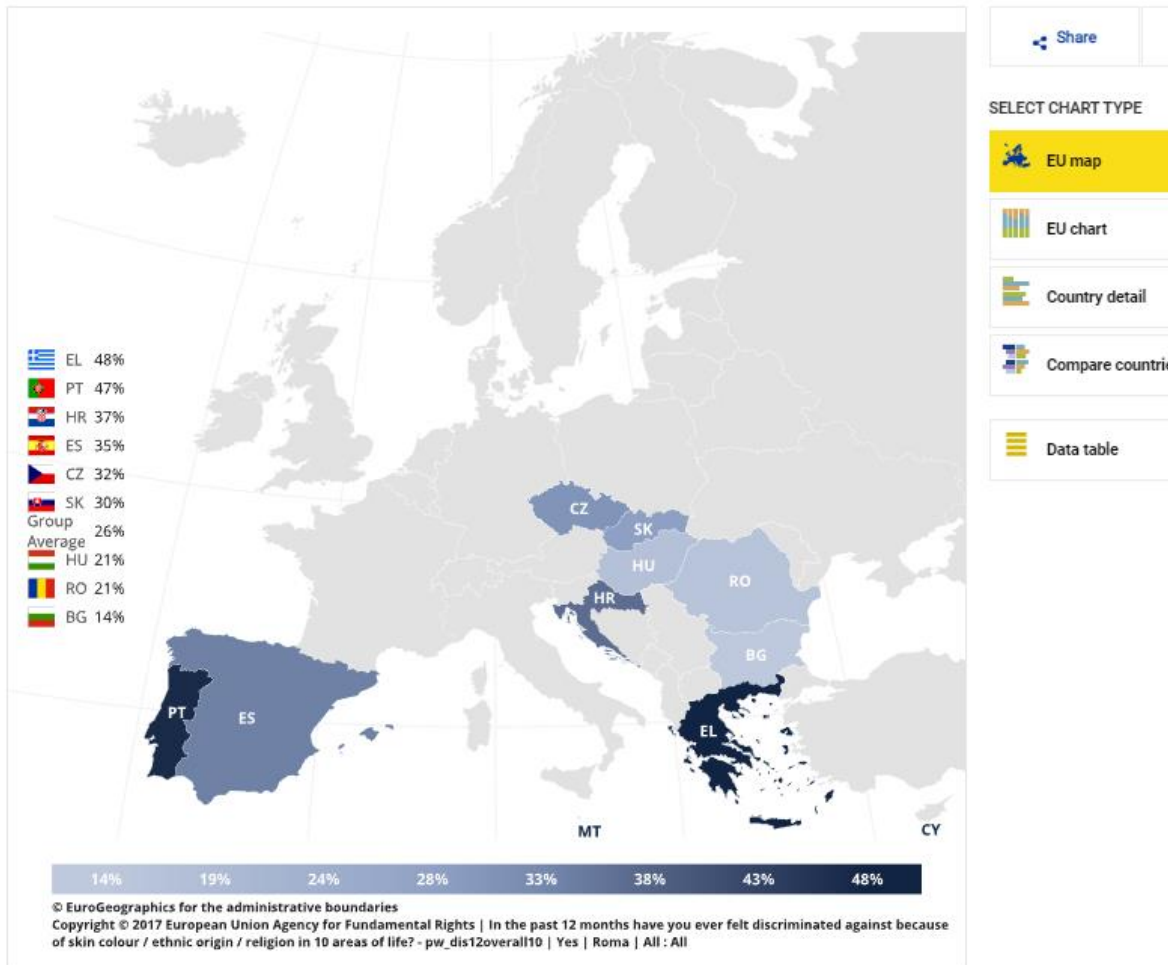 Share
SELECT CHART TYPE
EU map
EU chart
Country detail
Compare countrie
Data table
EL 48%
PT 47%
HR 37%
ES 35%
CZ 32%
SK 30%
Group
Average 26%
HU 21%
RO 21%
BG 14%
CZ
SK
HU
RO
HR
BG
PT
ES
EL
MT
CY
14% 19% 24% 28% 33% 38% 43% 48%
© EuroGeographics for the administrative boundaries
Copyright © 2017 European Union Agency for Fundamental Rights | In the past 12 months have you ever felt discriminated against because
of skin colour / ethnic origin / religion in 10 areas of life? - pw_dis12overall10 | Yes | Roma | All : All